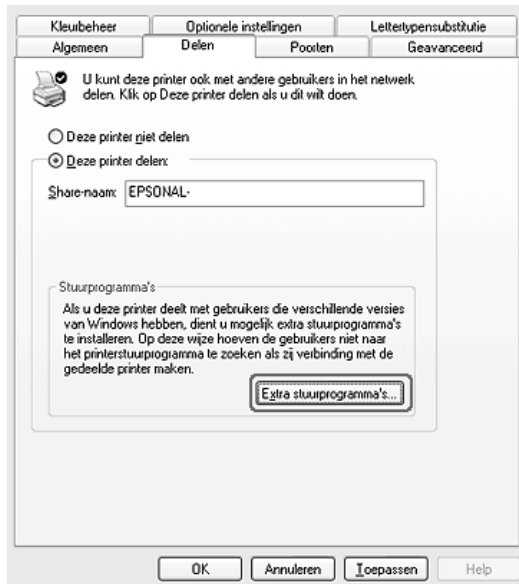 Kleurbeheer Optionele instellingen Lettertypensubstitutie
Algemeen Delen Poorten Geavanceerd
U kunt deze printer ook met andere gebruikers in het netwerk
delen. Klik op Deze printer delen als u dit wilt doen.
Deze printer niet delen
Deze printer delen:
Share-naam: EPSONAL-
Stuurprogramma's
Als u deze printer deelt met gebruikers die verschillende versies
van Windows hebben, dient u mogelijk extra stuurprogramma's
te installeren. Op deze wijze hoeven de gebruikers niet naar
het printerstuurprogramma te zoeken als zij verbinding met de
gedeelde printer maken.
Extra stuurprogramma's...
OK Annuleren Toepassen Help